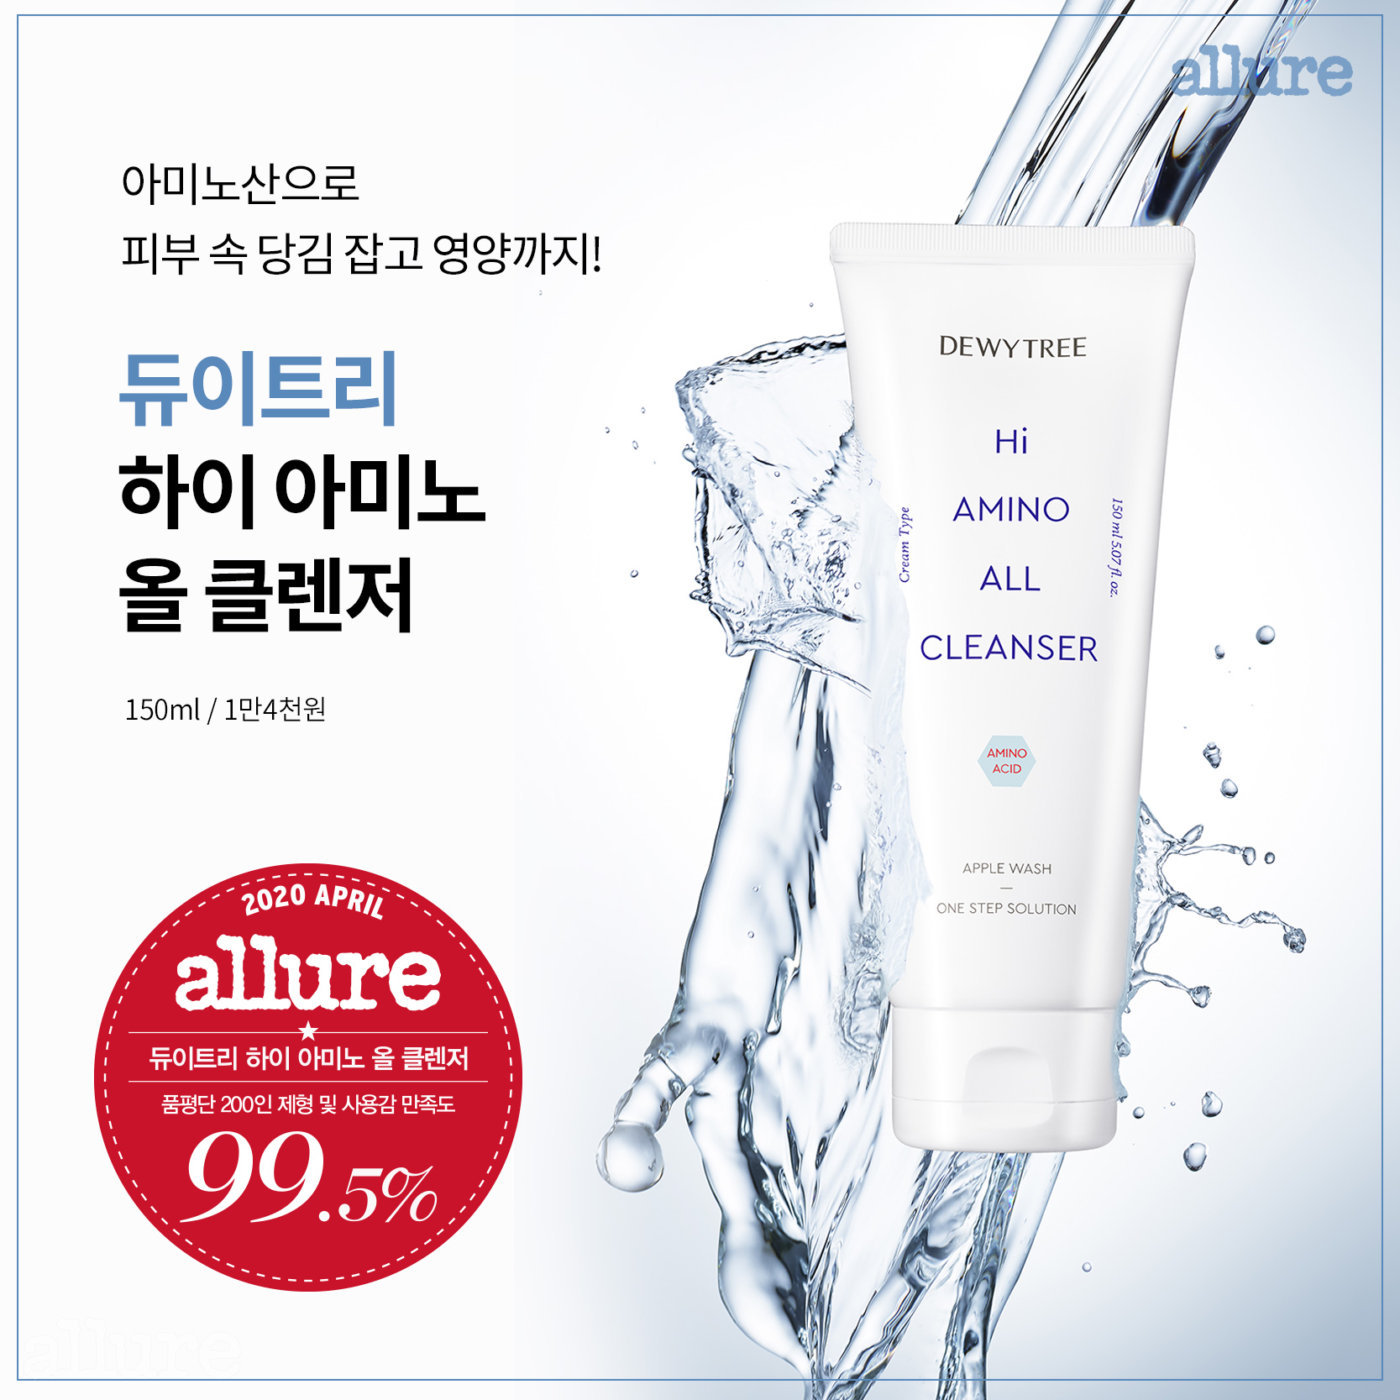 allure
아미노산으로
피부 속 당김 잡고 영양까지!
듀이트리
하이 아미노
올 클렌저
150ml / 1만4천원
DEWYTREE
Hi
AMINO
ALL
CLEANSER
Cream Type
150 ml 5.07 fl. oz.
AMINO
ACID
APPLE WASH
ONE STEP SOLUTION
2020 APRIL
allure
듀이트리 하이 아미노 올 클렌저
품평단 200인 제형 및 사용감 만족도
99.5%
allure